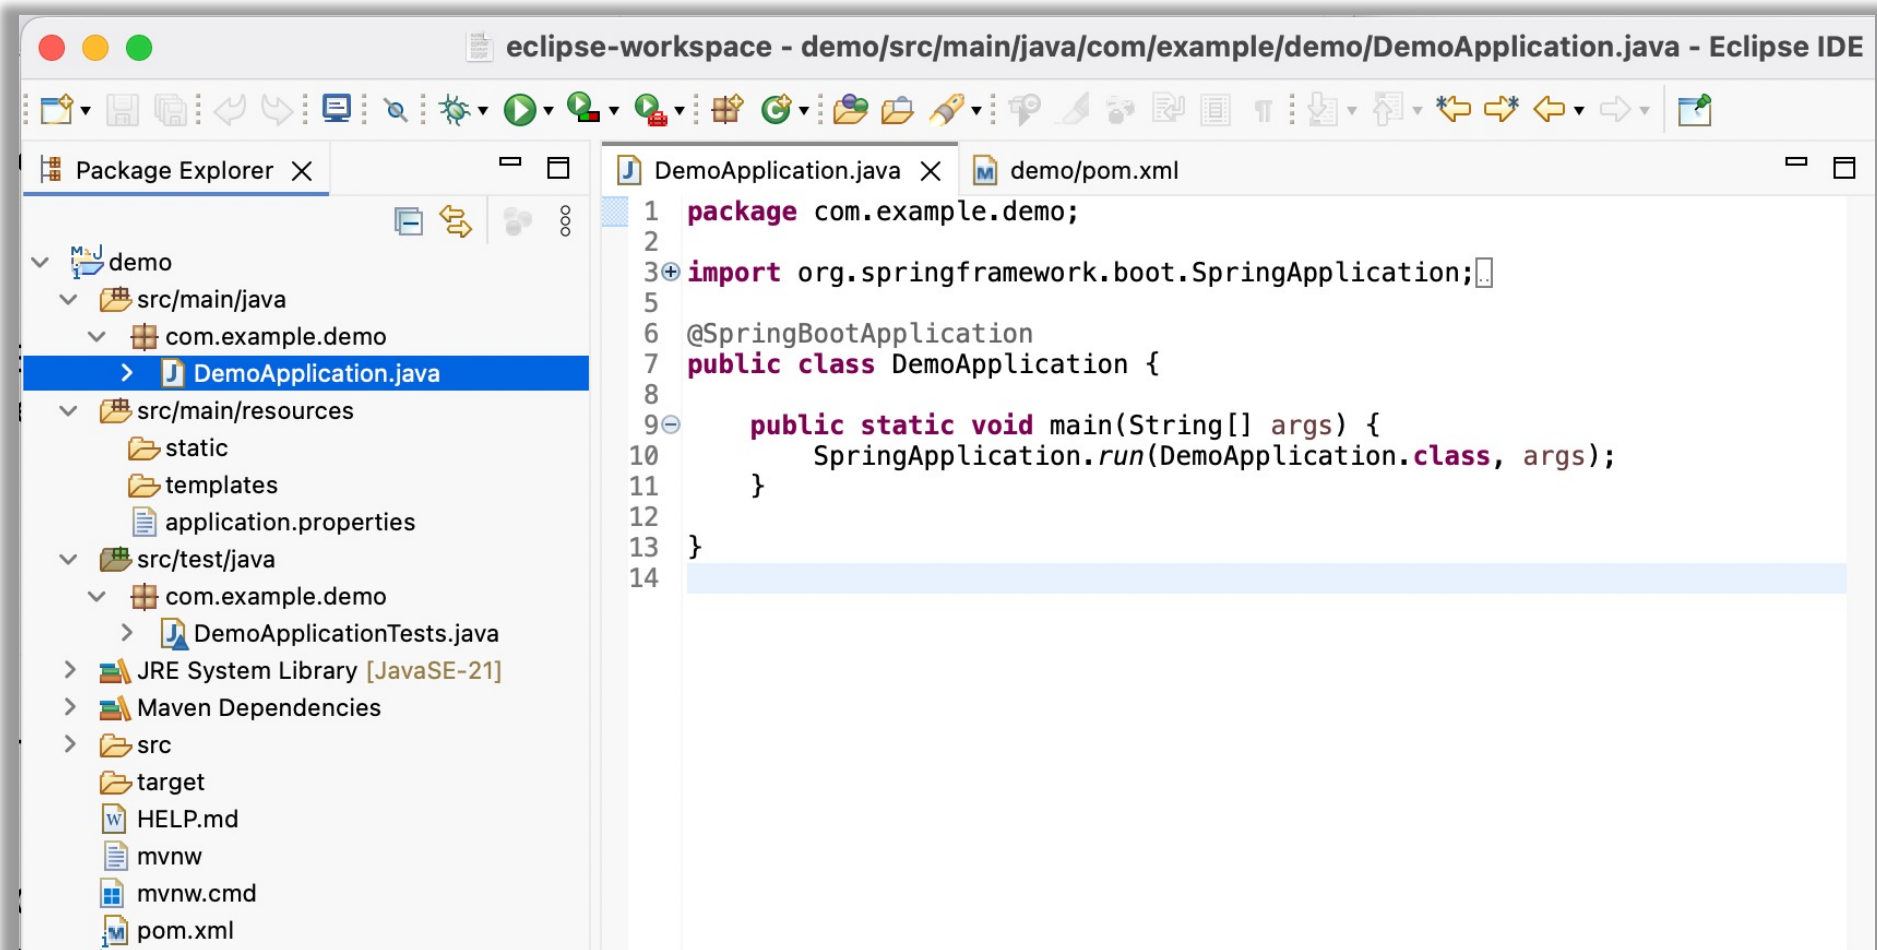 eclipse-workspace - demo/src/main/java/com/example/demo/DemoApplication.java - Eclipse IDE
Package Explorer
demo
src/main/java
com.example.demo
DemoApplication.java
src/main/resources
static
templates
application.properties
src/test/java
com.example.demo
DemoApplicationTests.java
JRE System Library [JavaSE-21]
Maven Dependencies
src
target
HELP.md
mvnw
mvnw.cmd
pom.xml
DemoApplication.java demo/pom.xml
1 package com.example.demo;
2
3 import org.springframework.boot.SpringApplication;
5
6 @SpringBootApplication
7 public class DemoApplication {
8
9 public static void main(String[] args) {
10 SpringApplication.run(DemoApplication.class, args);
11 }
12
13 }
14